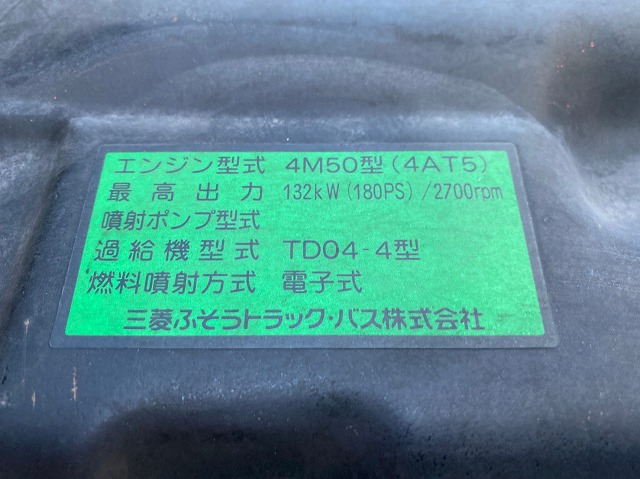 エンジン型式 4M50型(4AT5)
最高出力 132kW(180PS)/2700rpm
噴射ポンプ型式
過給機型式 TD04-4型
燃料噴射方式 電子式
三菱ふそうトラック・バス株式会社